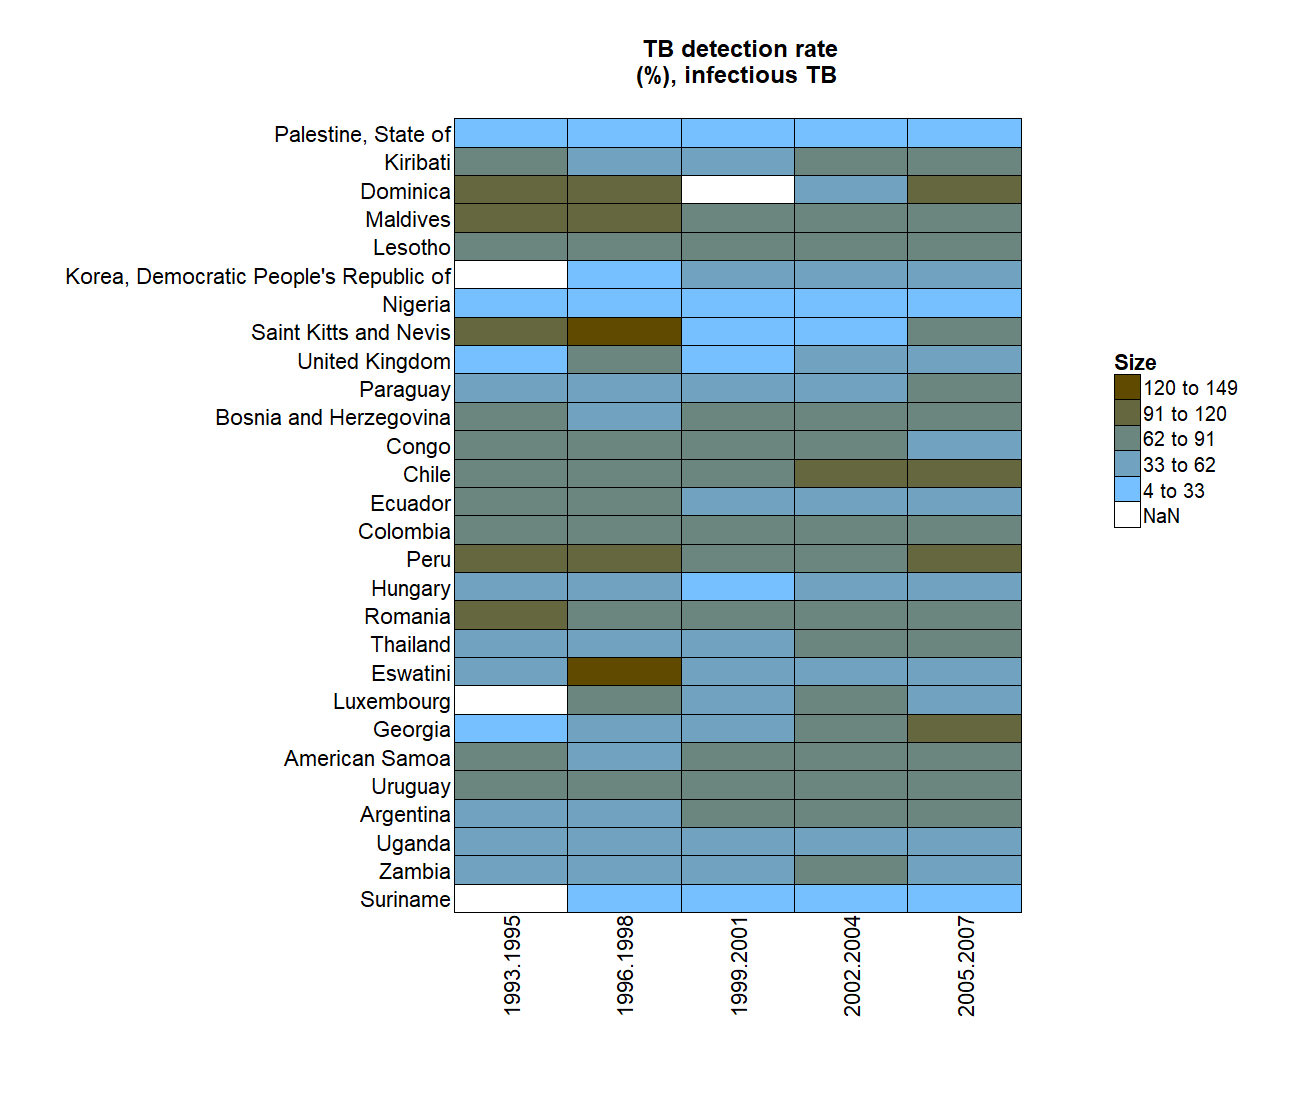 TB detection rate
(%), infectious TB
Palestine, State of
Kiribati
Dominica
Maldives
Lesotho
Korea, Democratic People's Republic of
Nigeria
Saint Kitts and Nevis
United Kingdom
Paraguay
Bosnia and Herzegovina
Congo
Chile
Ecuador
Colombia
Peru
Hungary
Romania
Thailand
Eswatini
Luxembourg
Georgia
American Samoa
Uruguay
Argentina
Uganda
Zambia
Suriname
1993.1995
1996.1998
1999.2001
2002.2004
2005.2007
Size
120 to 149
91 to 120
62 to 91
33 to 62
4 to 33
NaN